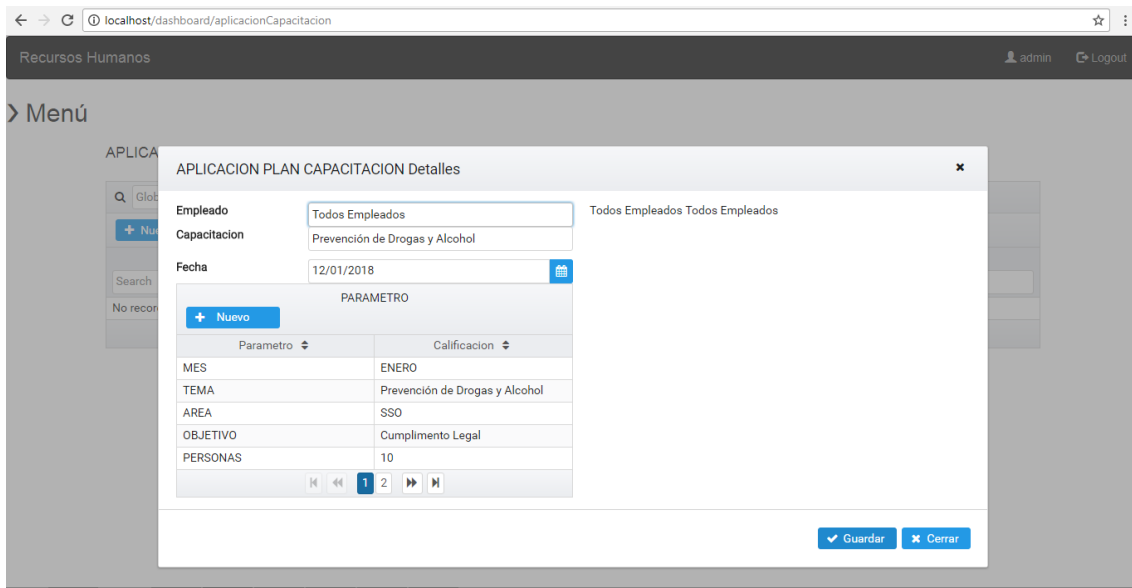 localhost/dashboard/aplicacionCapacitacion
Recursos Humanos admin Logout
Menú
APLICA
APLICACION PLAN CAPACITACION Detalles
Glob
Empleado Todos Empleados Todos Empleados Todos Empleados
+ Nue
Capacitacion Prevención de Drogas y Alcohol
Fecha 12/01/2018
Search
PARAMETRO
No recor
+ Nuevo
Parametro Calificacion
MES ENERO
TEMA Prevención de Drogas y Alcohol
AREA SSO
OBJETIVO Cumplimento Legal
PERSONAS 10
1 2
Guardar Cerrar